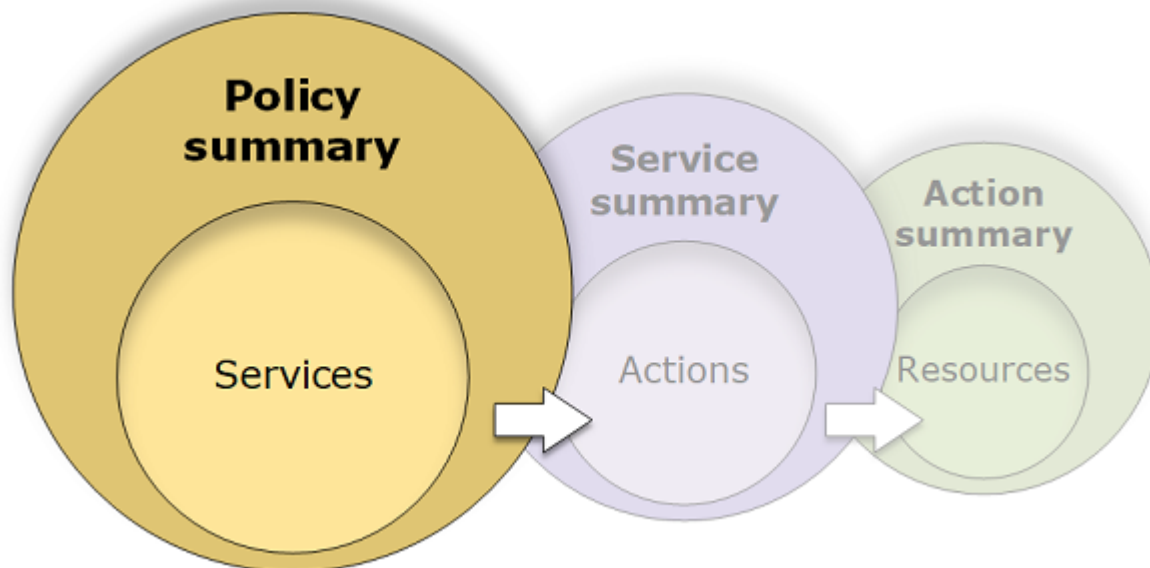 Policy
summary
Services
Service
summary
Actions
Action
summary
Resources